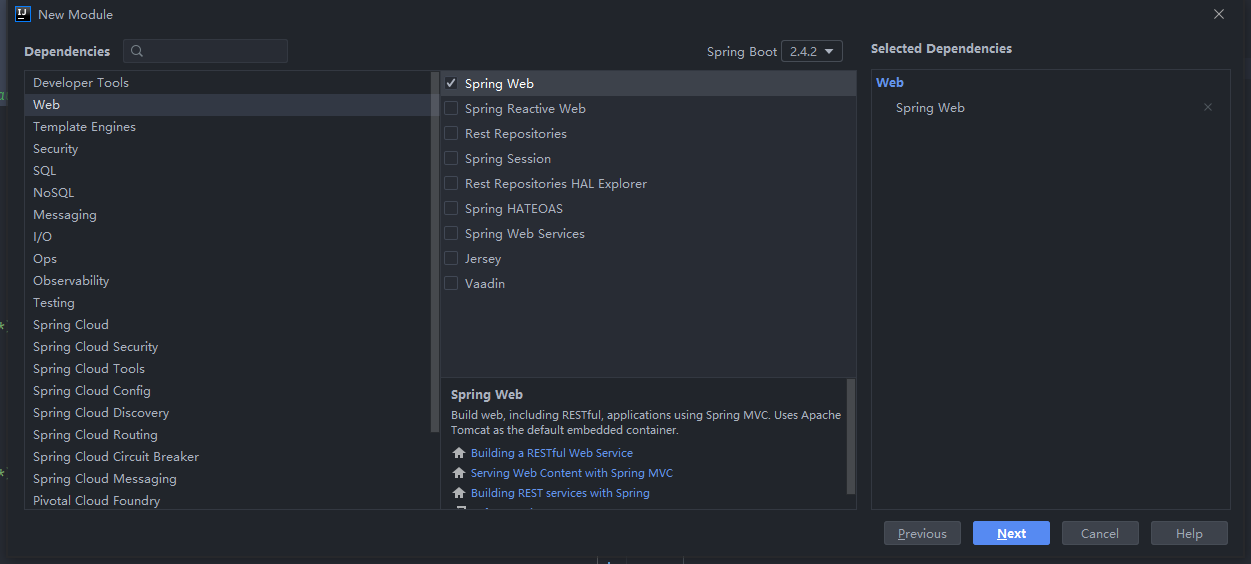 New Module
Dependencies
Spring Boot 2.4.2
Selected Dependencies
Developer Tools
Web
Template Engines
Security
SQL
NoSQL
Messaging
I/O
Ops
Observability
Testing
Spring Cloud
Spring Cloud Security
Spring Cloud Tools
Spring Cloud Config
Spring Cloud Discovery
Spring Cloud Routing
Spring Cloud Circuit Breaker
Spring Cloud Messaging
Pivotal Cloud Foundry
Spring Web
Spring Reactive Web
Rest Repositories
Spring Session
Rest Repositories HAL Explorer
Spring HATEOAS
Spring Web Services
Jersey
Vaadin
Spring Web
Build web, including RESTful, applications using Spring MVC. Uses Apache
Tomcat as the default embedded container.
Building a RESTful Web Service
Serving Web Content with Spring MVC
Building REST services with Spring
Web
Spring Web
Previous
Next
Cancel
Help